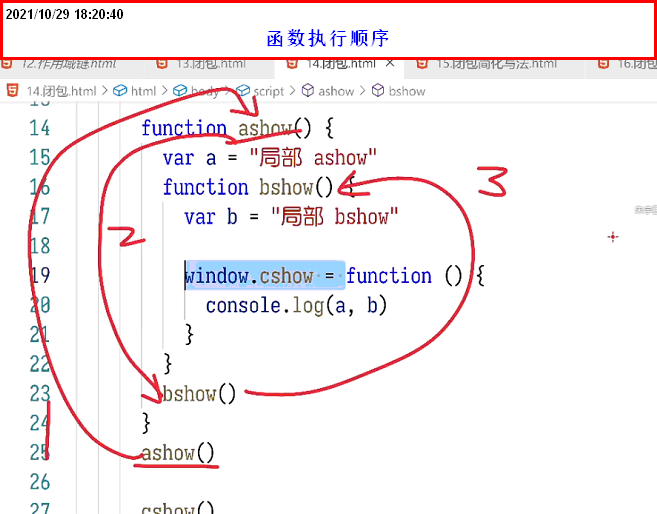 2021/10/29 18:20:40
函数执行顺序
12.作用域链.html 13.闭包.html 14.闭包.html × 15.闭包简化写法.html 16.闭包
14.闭包.html > html > body > script > ashow > bshow
13
14 function ashow() {
15 var a = "局部 ashow"
16 function bshow() {
17 var b = "局部 bshow"
18
19 window.cshow = function () {
20 console.log(a, b)
21 }
22 }
23 bshow()
24 }
25 ashow()
26
27 cshow()
1
2
3